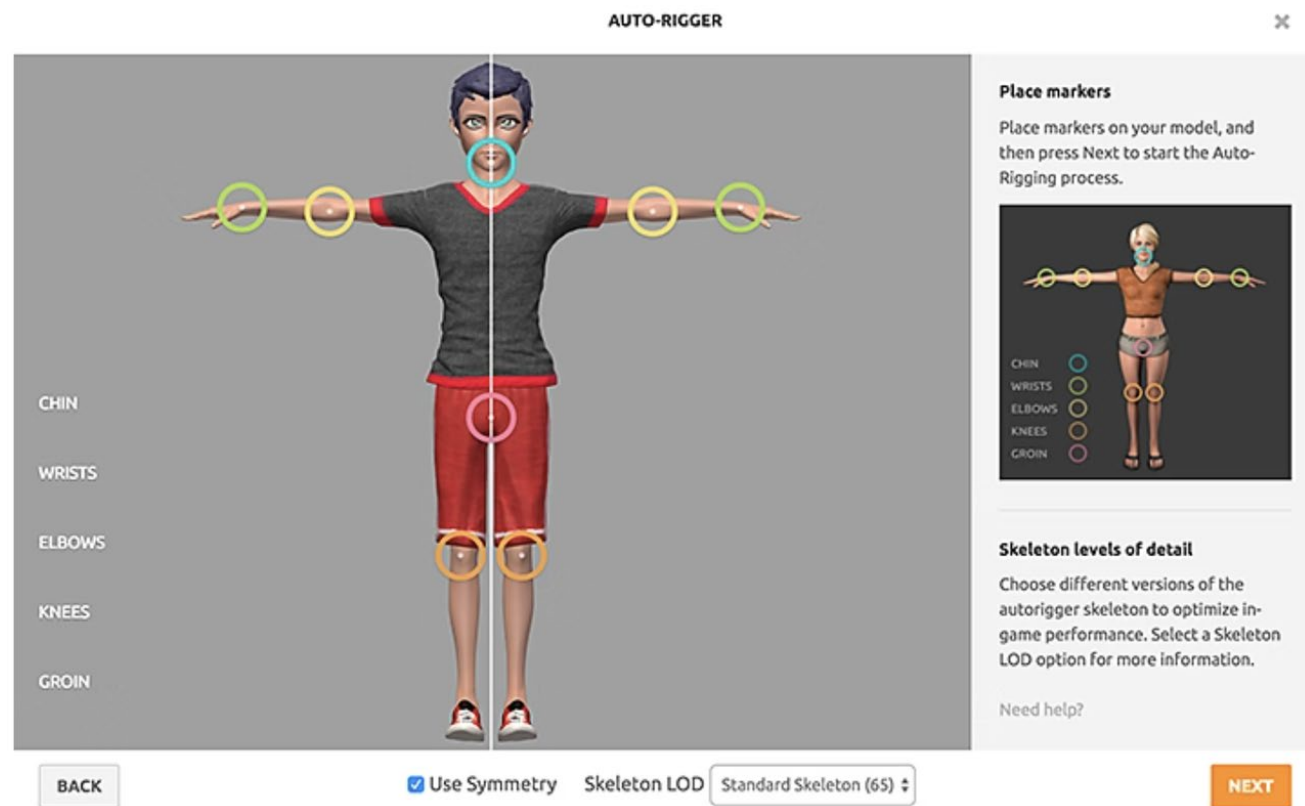 AUTO-RIGGER
Place markers
Place markers on your model, and
then press Next to start the Auto-
Rigging process.
CHIN
WRISTS
ELBOWS
KNEES
GROIN
CHIN
WRISTS
ELBOWS
KNEES
GROIN
Skeleton levels of detail
Choose different versions of the
autorigger skeleton to optimize in-
game performance. Select a Skeleton
LOD option for more information.
Need help?
BACK
Use Symmetry
Skeleton LOD
Standard Skeleton (65)
NEXT